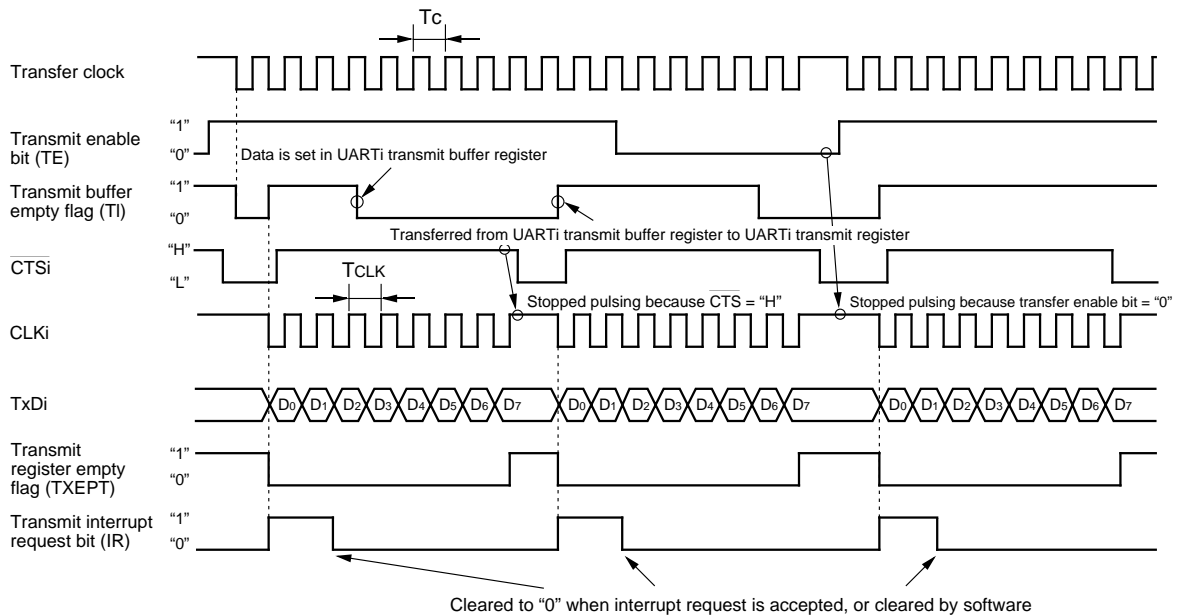 Tc
Transfer clock
Transmit enable
bit (TE)
“1”
“0”
Data is set in UARTi transmit buffer register
Transmit buffer
empty flag (TI)
“1”
“0”
Transferred from UARTi transmit buffer register to UARTi transmit register
CTSi
“H”
“L”
TCLK
Stopped pulsing because CTS = “H”
Stopped pulsing because transfer enable bit = “0”
CLKi
TxDi
D0 D1 D2 D3 D4 D5 D6 D7 D0 D1 D2 D3 D4 D5 D6 D7 D0 D1 D2 D3 D4 D5 D6 D7
Transmit
register empty
flag (TXEPT)
“1”
“0”
Transmit interrupt
request bit (IR)
“1”
“0”
Cleared to “0” when interrupt request is accepted, or cleared by software